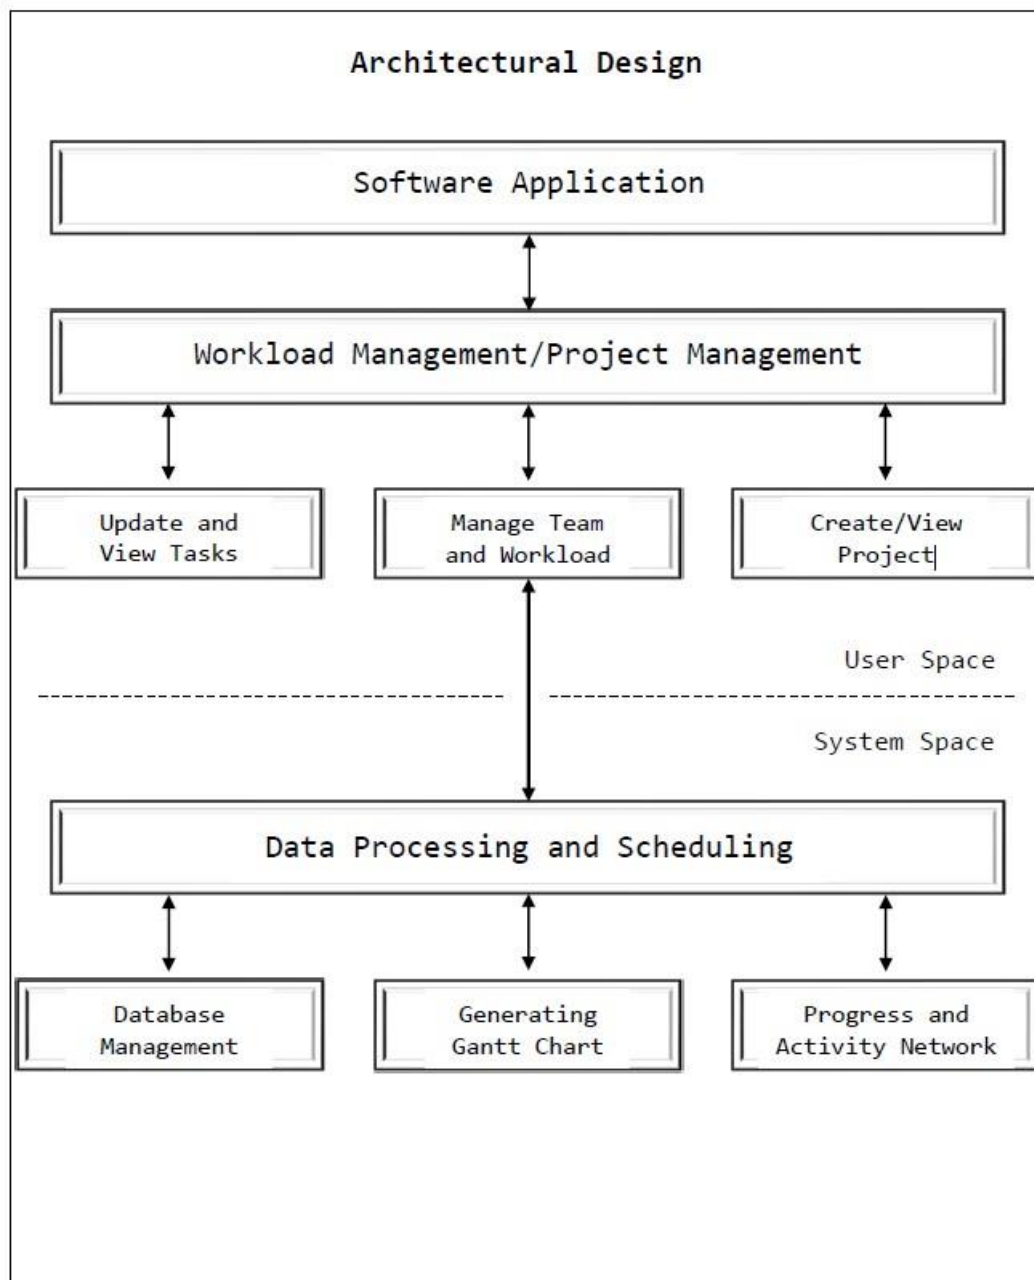 Architectural Design
Software Application
Workload Management/Project Management
Update and
View Tasks
Manage Team
and Workload
Create/View
Project
User Space
System Space
Data Processing and Scheduling
Database
Management
Generating
Gantt Chart
Progress and
Activity Network